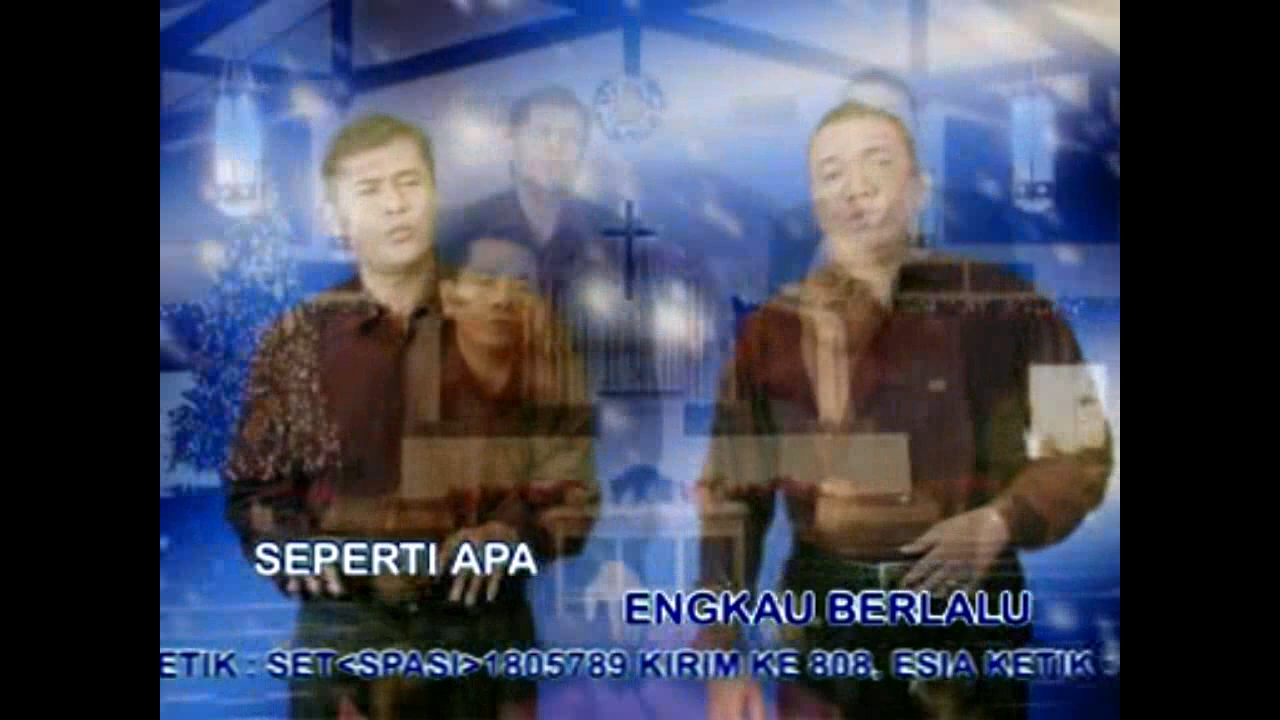 SEPERTI APA
ENGKAU BERLALU
ETIK : SET<SPASI>1805789 KIRIM KE 808, ESIA KETIK